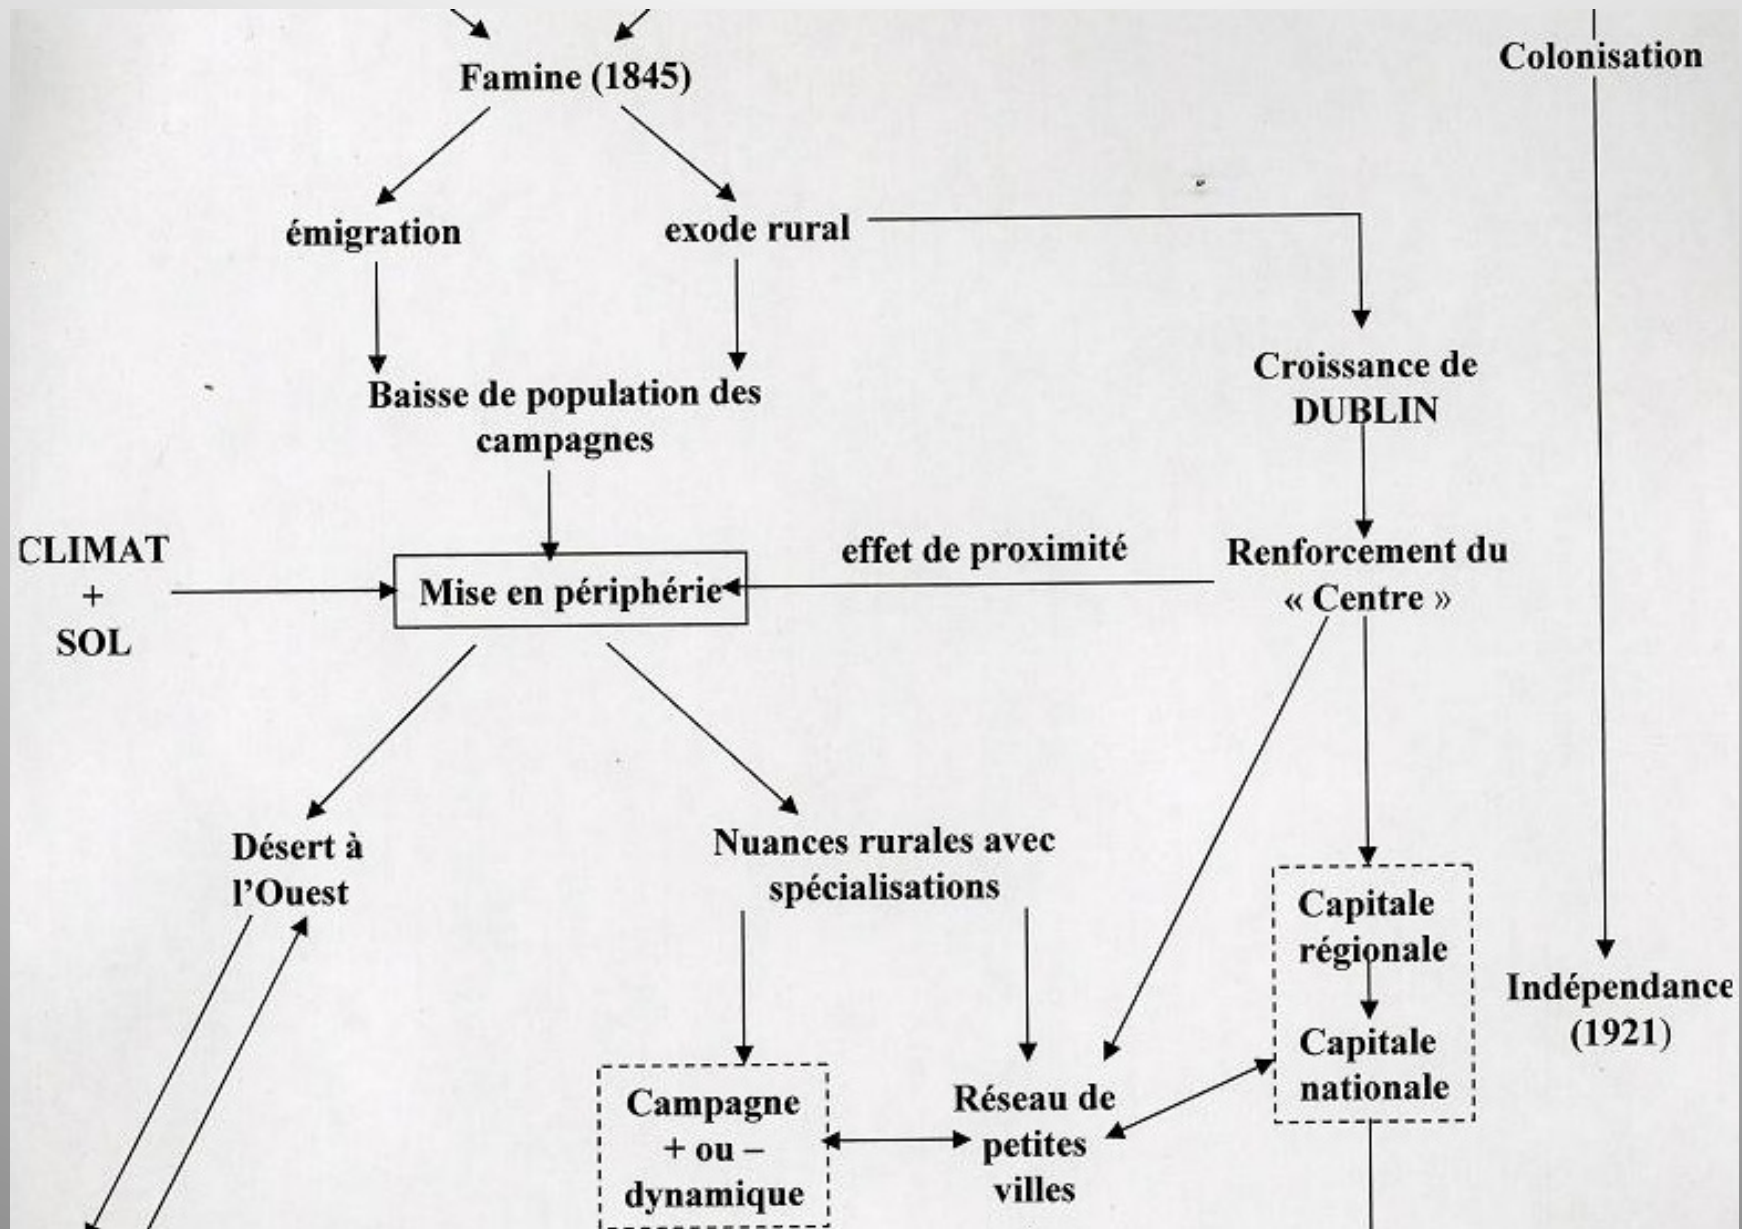 Colonisation
Famine (1845)
émigration
exode rural
Croissance de
DUBLIN
Baisse de population des
campagnes
CLIMAT
+
SOL
effet de proximité
Mise en périphérie
Renforcement du
« Centre »
Désert à
l'Ouest
Nuances rurales avec
spécialisations
Capitale
régionale
Capitale
nationale
Indépendance
(1921)
Campagne
+ ou –
dynamique
Réseau de
petites
villes